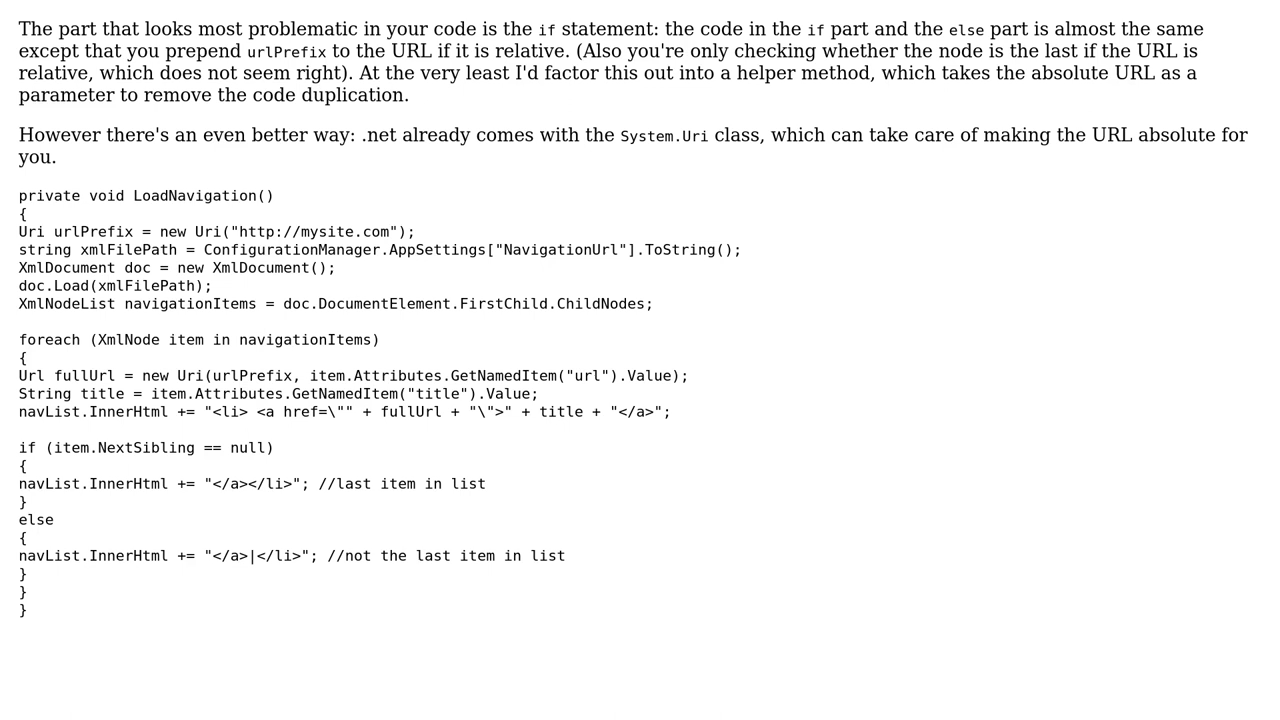 The part that looks most problematic in your code is the if statement: the code in the if part and the else part is almost the same
except that you prepend urlPrefix to the URL if it is relative. (Also you're only checking whether the node is the last if the URL is
relative, which does not seem right). At the very least I'd factor this out into a helper method, which takes the absolute URL as a
parameter to remove the code duplication.
However there's an even better way: .net already comes with the System.Uri class, which can take care of making the URL absolute for
you.
private void LoadNavigation()
{
Uri urlPrefix = new Uri("http://mysite.com");
string xmlFilePath = ConfigurationManager.AppSettings["NavigationUrl"].ToString();
XmlDocument doc = new XmlDocument();
doc.Load(xmlFilePath);
XmlNodeList navigationItems = doc.DocumentElement.FirstChild.ChildNodes;
foreach (XmlNode item in navigationItems)
{
Url fullUrl = new Uri(urlPrefix, item.Attributes.GetNamedItem("url").Value);
String title = item.Attributes.GetNamedItem("title").Value;
navList.InnerHtml += "<li> <a href=\"" + fullUrl + "\">" + title + "</a>";
if (item.NextSibling == null)
{
navList.InnerHtml += "</a></li>"; //last item in list
}
else
{
navList.InnerHtml += "</a>|</li>"; //not the last item in list
}
}
}